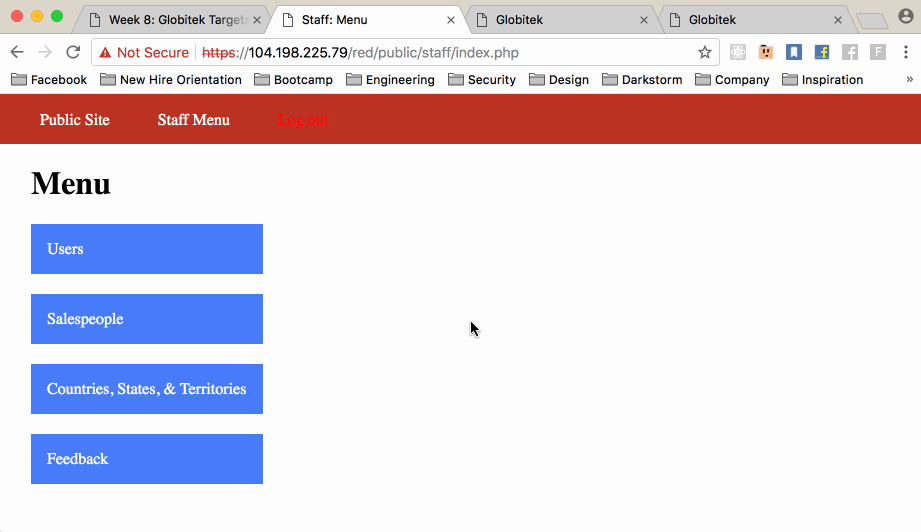 Week 8: Globitek Targets
Staff: Menu
Globitek
Globitek
Not Secure https://104.198.225.79/red/public/staff/index.php
Facebook New Hire Orientation Bootcamp Engineering Security Design Darkstorm Company Inspiration »
Public Site Staff Menu Log out
Menu
Users
Salespeople
Countries, States, & Territories
Feedback